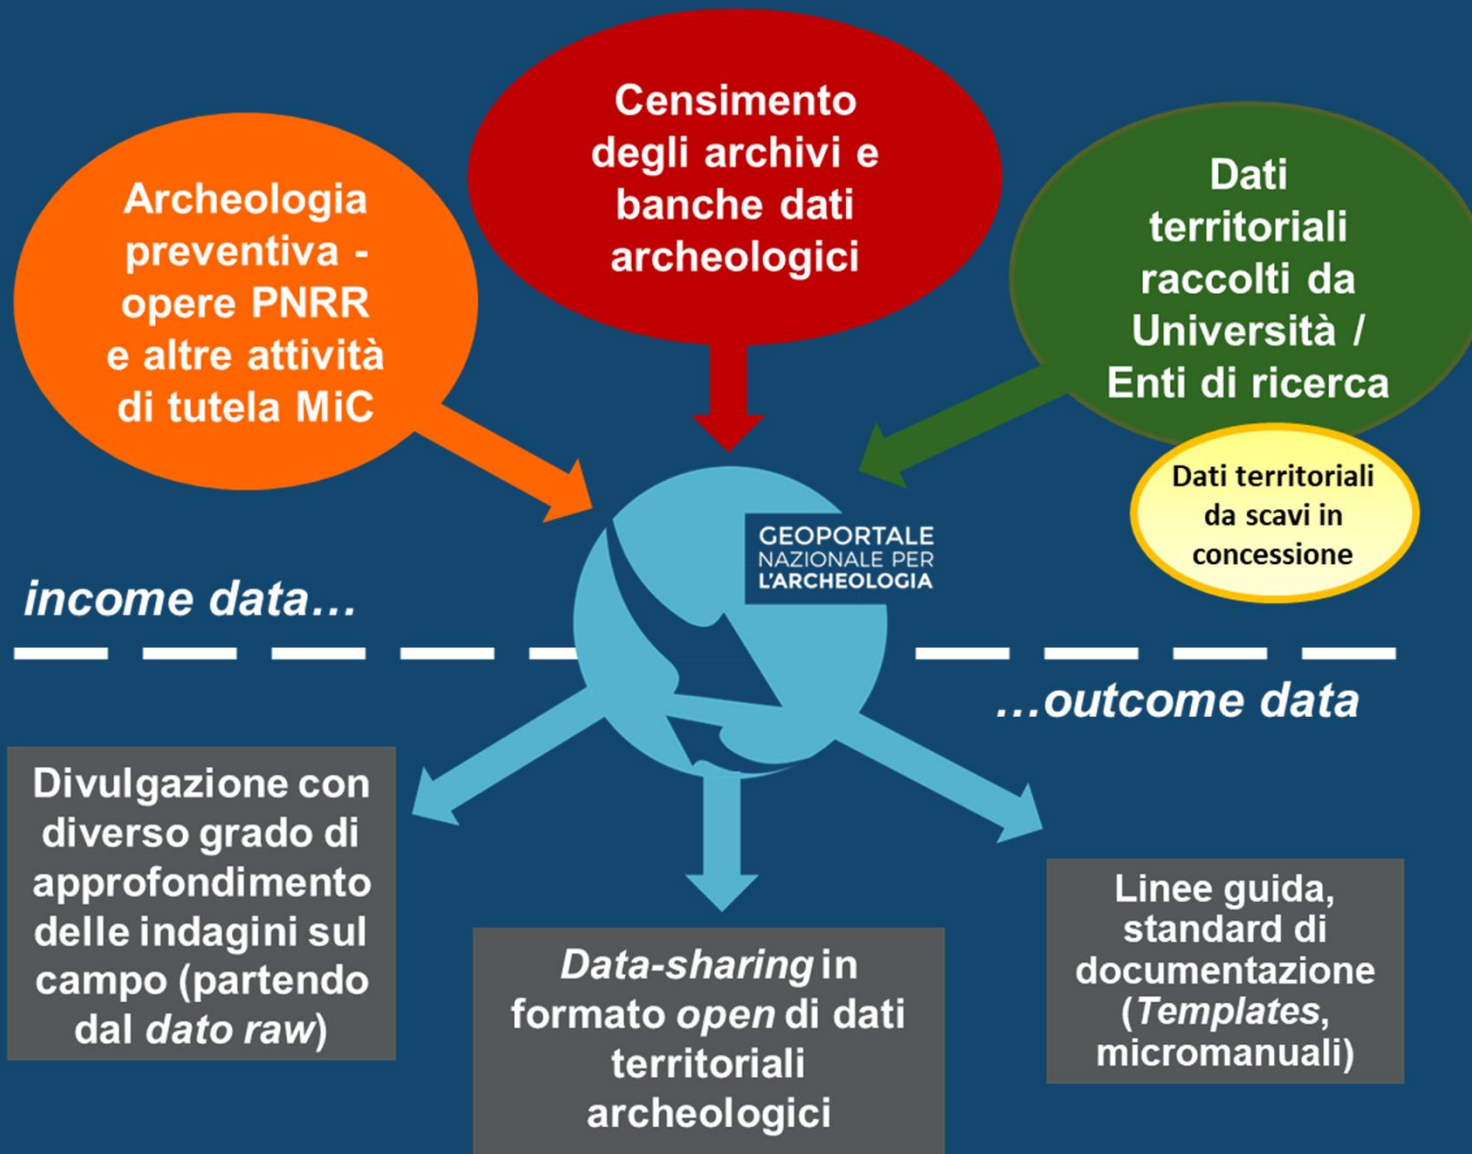 Archeologia
preventiva -
opere PNRR
e altre attività
di tutela MiC
Censimento
degli archivi e
banche dati
archeologici
Dati
territoriali
raccolti da
Università /
Enti di ricerca
Dati territoriali
da scavi in
concessione
GEOPORTALE
NAZIONALE PER
L'ARCHEOLOGIA
income data...
...outcome data
Divulgazione con
diverso grado di
approfondimento
delle indagini sul
campo (partendo
dal dato raw)
Data-sharing in
formato open di dati
territoriali
archeologici
Linee guida,
standard di
documentazione
(Templates,
micromanuali)